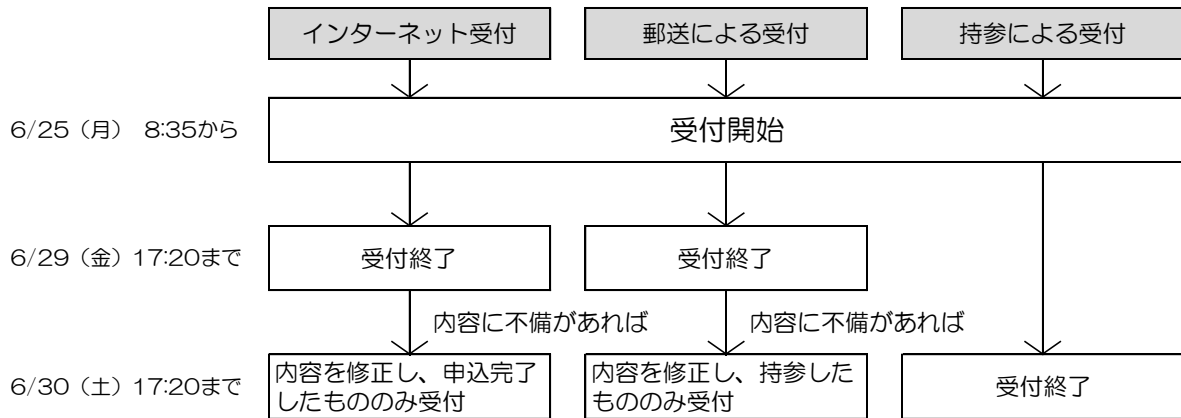 インターネット受付
郵送による受付
持参による受付
6/25（月） 8:35から
受付開始
6/29（金）17:20まで
受付終了
受付終了
内容に不備があれば
内容に不備があれば
6/30（土）17:20まで
内容を修正し、申込完了
したもののみ受付
内容を修正し、持参した
もののみ受付
受付終了